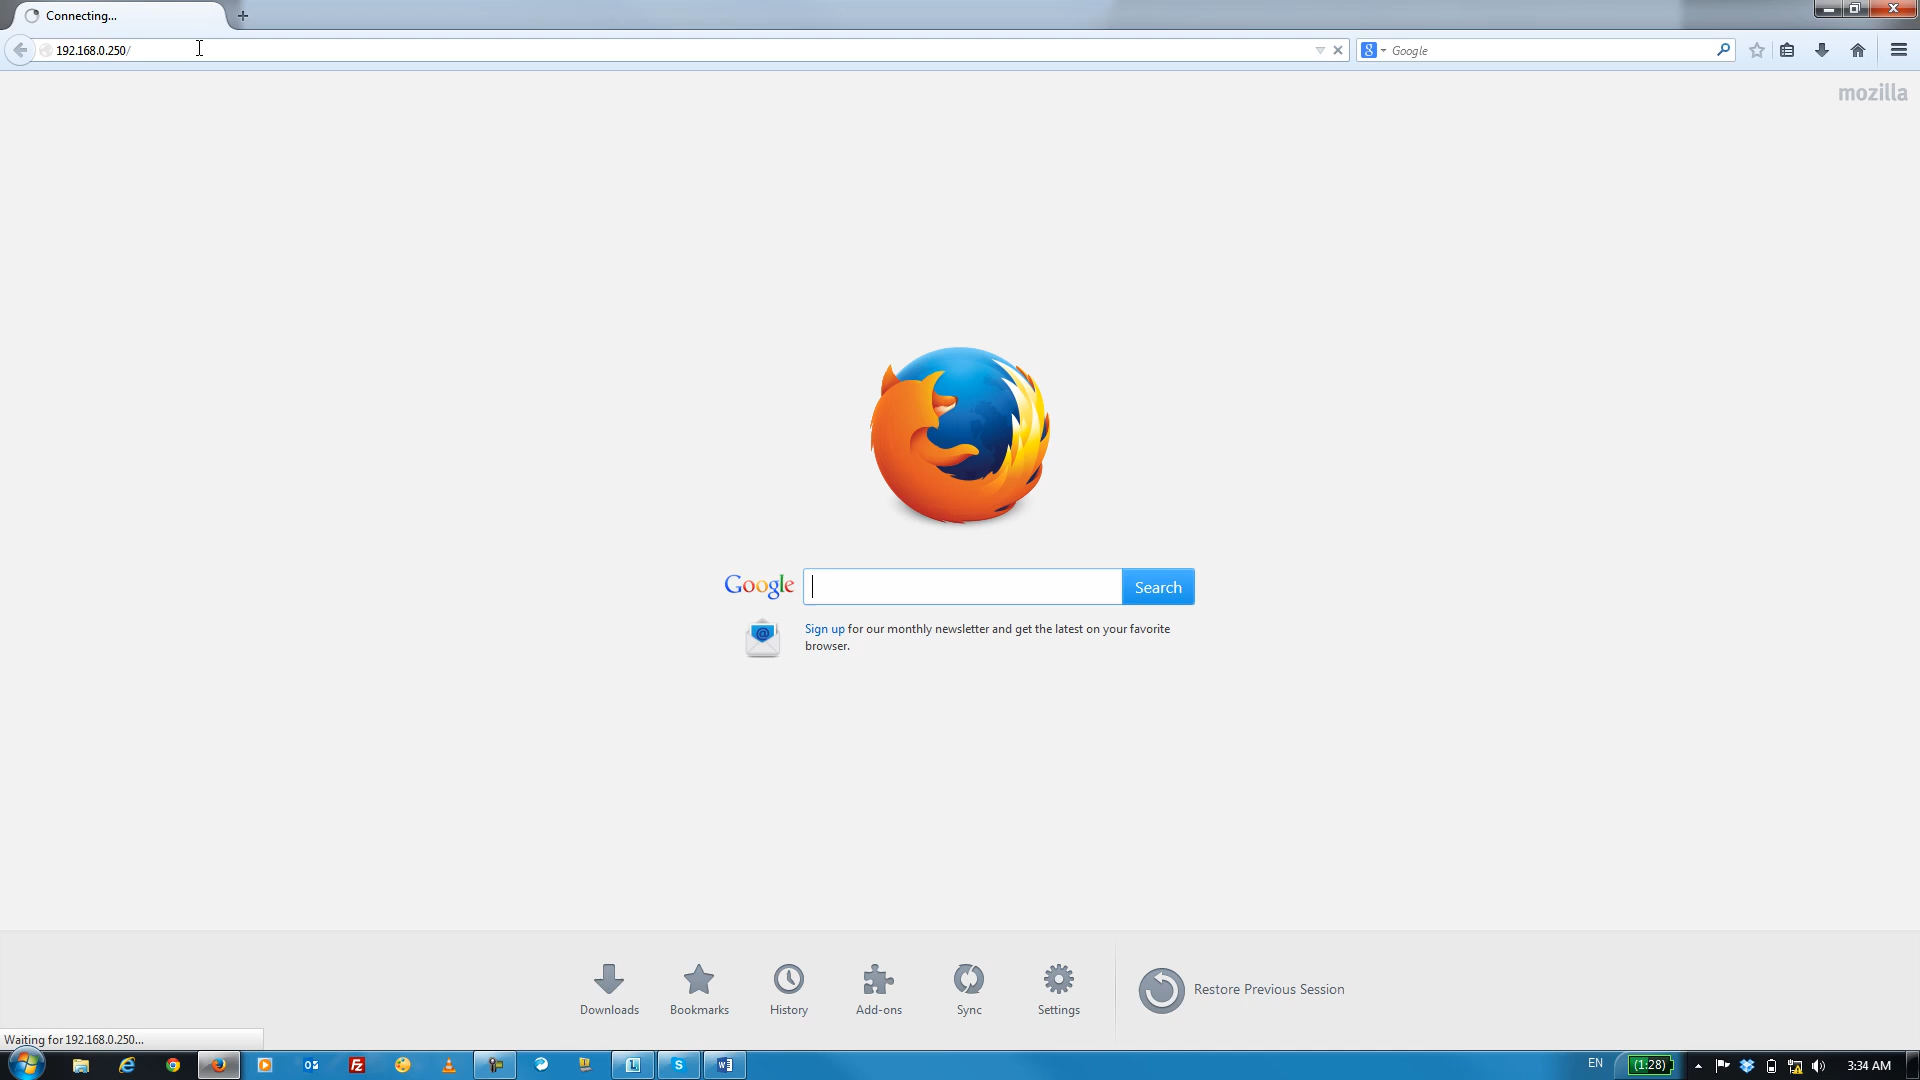 Connecting...
192.168.0.250/
Google
mozilla
Google
Search
Sign up for our monthly newsletter and get the latest on your favorite
browser.
Downloads
Bookmarks
History
Add-ons
Sync
Settings
Restore Previous Session
Waiting for 192.168.0.250...
EN
(1:28)
3:34 AM